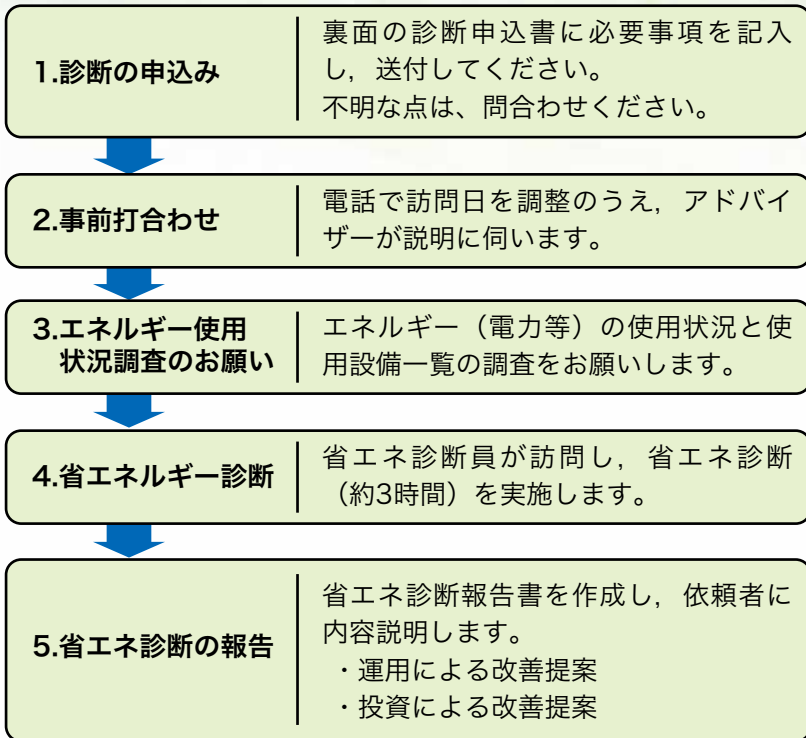 1.診断の申込み
裏面の診断申込書に必要事項を記入
し，送付してください。
不明な点は、問合わせください。
2.事前打合わせ
電話で訪問日を調整のうえ，アドバイ
ザーが説明に伺います。
3.エネルギー使用
状況調査のお願い
エネルギー（電力等）の使用状況と使
用設備一覧の調査をお願いします。
4.省エネルギー診断
省エネ診断員が訪問し，省エネ診断
（約3時間）を実施します。
5.省エネ診断の報告
省エネ診断報告書を作成し，依頼者に
内容説明します。
・運用による改善提案
・投資による改善提案